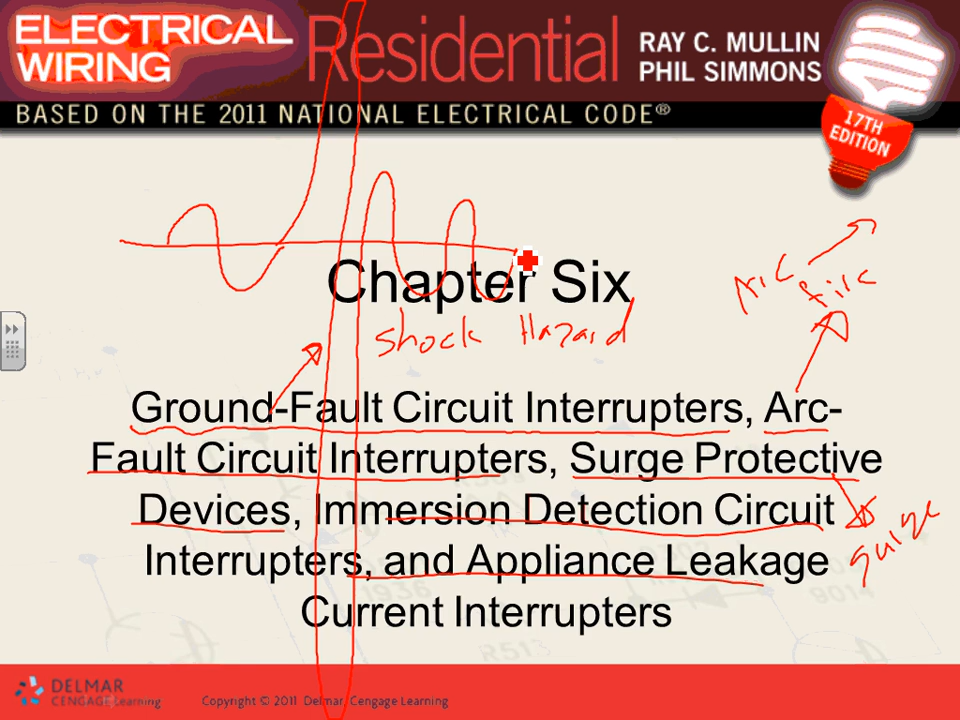 ELECTRICAL
WIRING
Residential
RAY C. MULLIN
PHIL SIMMONS
BASED ON THE 2011 NATIONAL ELECTRICAL CODE®
17TH
EDITION
Chapter Six
Arc
fire
Shock Hazard
Ground-Fault Circuit Interrupters, Arc-
Fault Circuit Interrupters, Surge Protective
Devices, Immersion Detection Circuit
Interrupters, and Appliance Leakage
Current Interrupters
surge
DELMAR
CENGAGE Learning
Copyright © 2011 Delmar, Cengage Learning